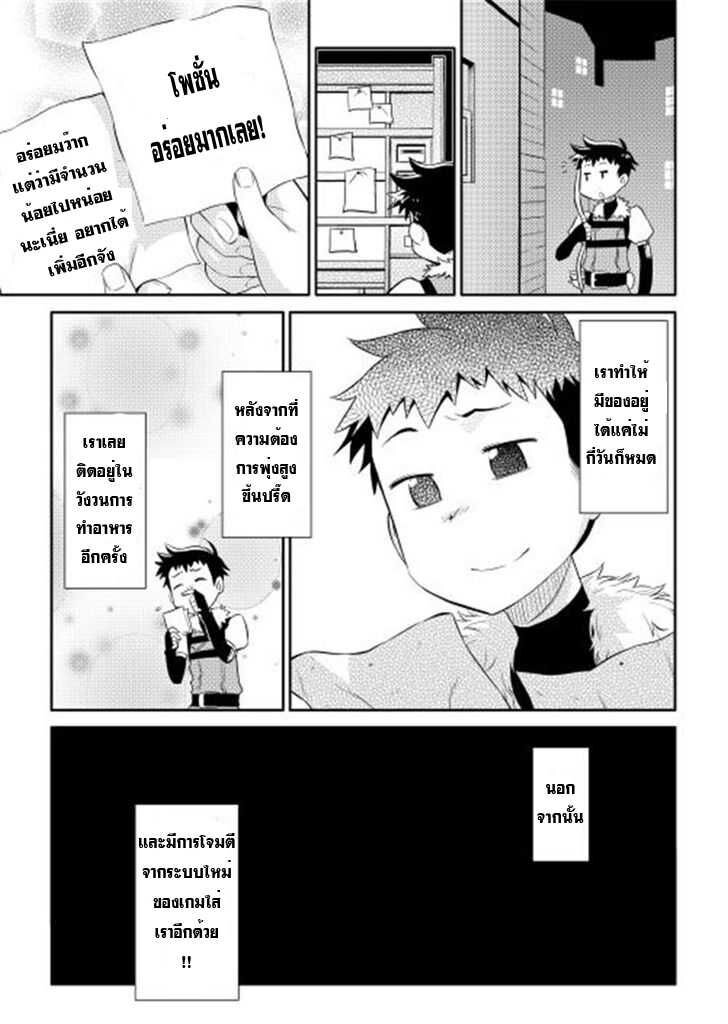 โพชั่น
อร่อยมากเลย!
อร่อยมว๊าก
แต่ว่ามีจำนวน
น้อยไปหน่อย
นะเนี่ย อยากได้
เพิ่มอีกจัง
เราทำให้
มีของอยู่
ได้แค่ไม่
กี่วันก็หมด
หลังจากที่
ความต้อง
การพุ่งสูง
ขึ้นปรี๊ด
เราเลย
ติดอยู่ใน
วังวนการ
ทำอาหาร
อีกครั้ง
นอก
จากนั้น
และมีการโจมตี
จากระบบใหม่
ของเกมใส่
เราอีกด้วย
!!